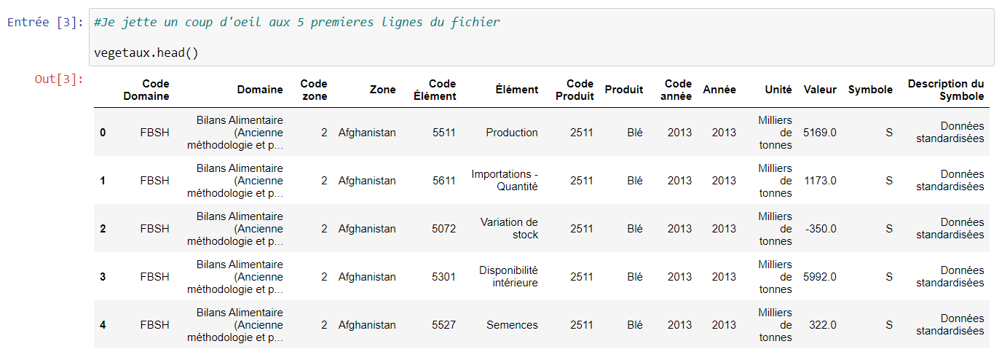 Entrée [3]: #Je jette un coup d'oeil aux 5 premieres lignes du fichier
vegetaux.head()
Out[3]:
Code Domaine Domaine Code zone Zone Code Élément Élément Code Produit Produit Code année Année Unité Valeur Symbole Description du Symbole
0 FBSH Bilans Alimentaire (Ancienne méthodologie et p... 2 Afghanistan 5511 Production 2511 Blé 2013 2013 Milliers de tonnes 5169.0 S Données standardisées
1 FBSH Bilans Alimentaire (Ancienne méthodologie et p... 2 Afghanistan 5611 Importations - Quantité 2511 Blé 2013 2013 Milliers de tonnes 1173.0 S Données standardisées
2 FBSH Bilans Alimentaire (Ancienne méthodologie et p... 2 Afghanistan 5072 Variation de stock 2511 Blé 2013 2013 Milliers de tonnes -350.0 S Données standardisées
3 FBSH Bilans Alimentaire (Ancienne méthodologie et p... 2 Afghanistan 5301 Disponibilité intérieure 2511 Blé 2013 2013 Milliers de tonnes 5992.0 S Données standardisées
4 FBSH Bilans Alimentaire (Ancienne méthodologie et p... 2 Afghanistan 5527 Semences 2511 Blé 2013 2013 Milliers de tonnes 322.0 S Données standardisées